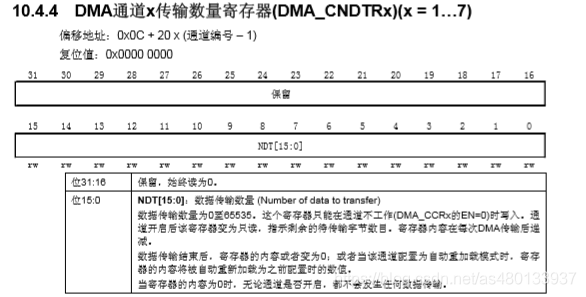 10.4.4 DMA通道x传输数量寄存器(DMA_CNDTRx)(x = 1…7)
偏移地址：0x0C + 20 x (通道编号 – 1)
复位值：0x0000 0000
31 30 29 28 27 26 25 24 23 22 21 20 19 18 17 16
保留
15 14 13 12 11 10 9 8 7 6 5 4 3 2 1 0
NDT[15:0]
rw rw rw rw rw rw rw rw rw rw rw rw rw rw rw rw
位31:16 保留，始终读为0。
位15:0 NDT[15:0]：数据传输数量 (Number of data to transfer)
数据传输数量为0至65535。这个寄存器只能在通道不工作(DMA_CCRx的EN=0)时写入。通
道开启后该寄存器变为只读，指示剩余的待传输字节数目。寄存器内容在每次DMA传输后递
减。
数据传输结束后，寄存器的内容或者变为0；或者当该通道配置为自动重加载模式时，寄存
器的内容将被自动重新加载为之前配置时的数值。
当寄存器的内容为0时，无论通道是否开启，都不会发生任何数据传输。
https://blog.csdn.net/as480133937